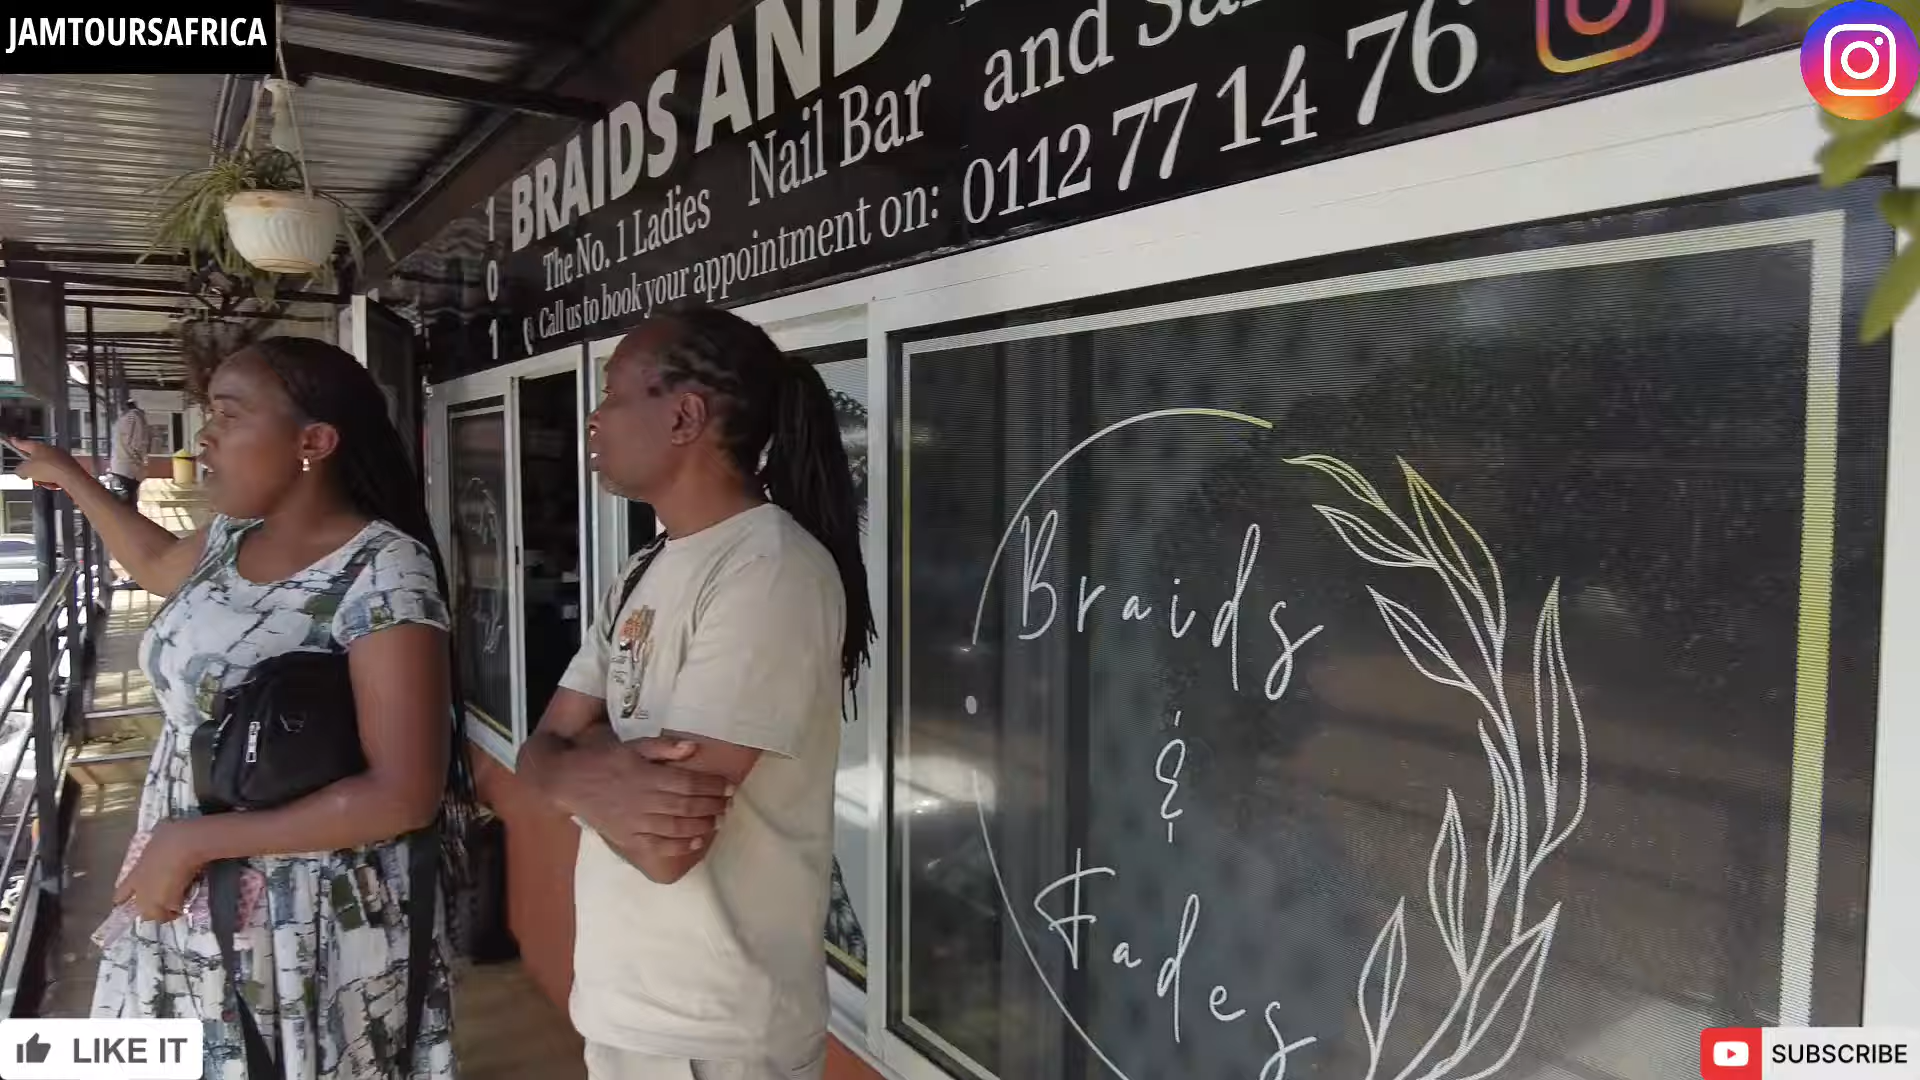 JAMTOURSAFRICA
BRAIDS AND
The No. 1 Ladies Nail Bar and
Call us to book your appointment on: 0112 77 14 76
1
0
1
Braids
&
Fades
LIKE IT
SUBSCRIBE